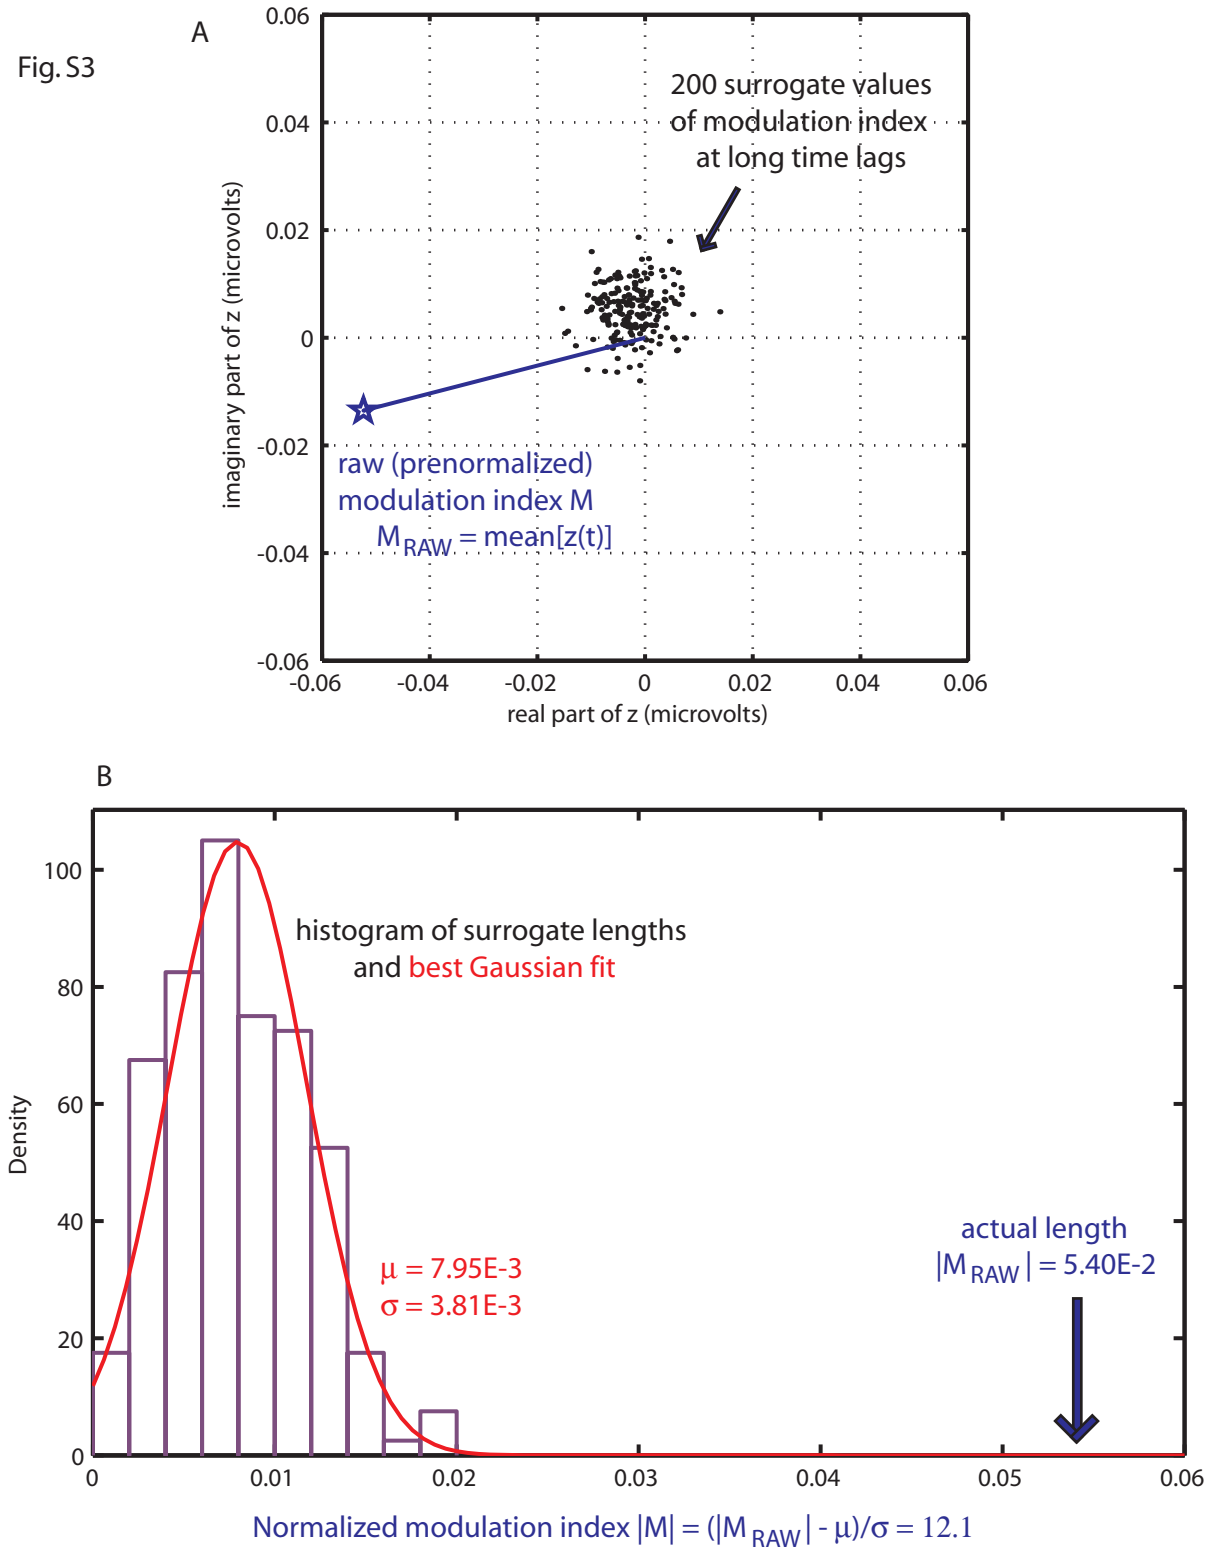 Fig. S3
A
0.06
0.04
0.02
0
-0.02
-0.04
-0.06
imaginary part of z (microvolts)
200 surrogate values
of modulation index
at long time lags
raw (prenormalized)
modulation index M
M RAW = mean[z(t)]
-0.06 -0.04 -0.02 0 0.02 0.04 0.06
real part of z (microvolts)
B
100
80
60
40
20
0
Density
histogram of surrogate lengths
and best Gaussian fit
μ = 7.95E-3
σ = 3.81E-3
actual length
|M RAW | = 5.40E-2
0 0.01 0.02 0.03 0.04 0.05 0.06
Normalized modulation index |M| = (|M RAW | - μ)/σ = 12.1